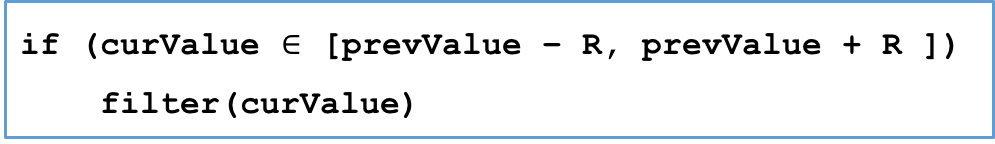 if (curValue ∈ [prevValue – R, prevValue + R ])
filter(curValue)